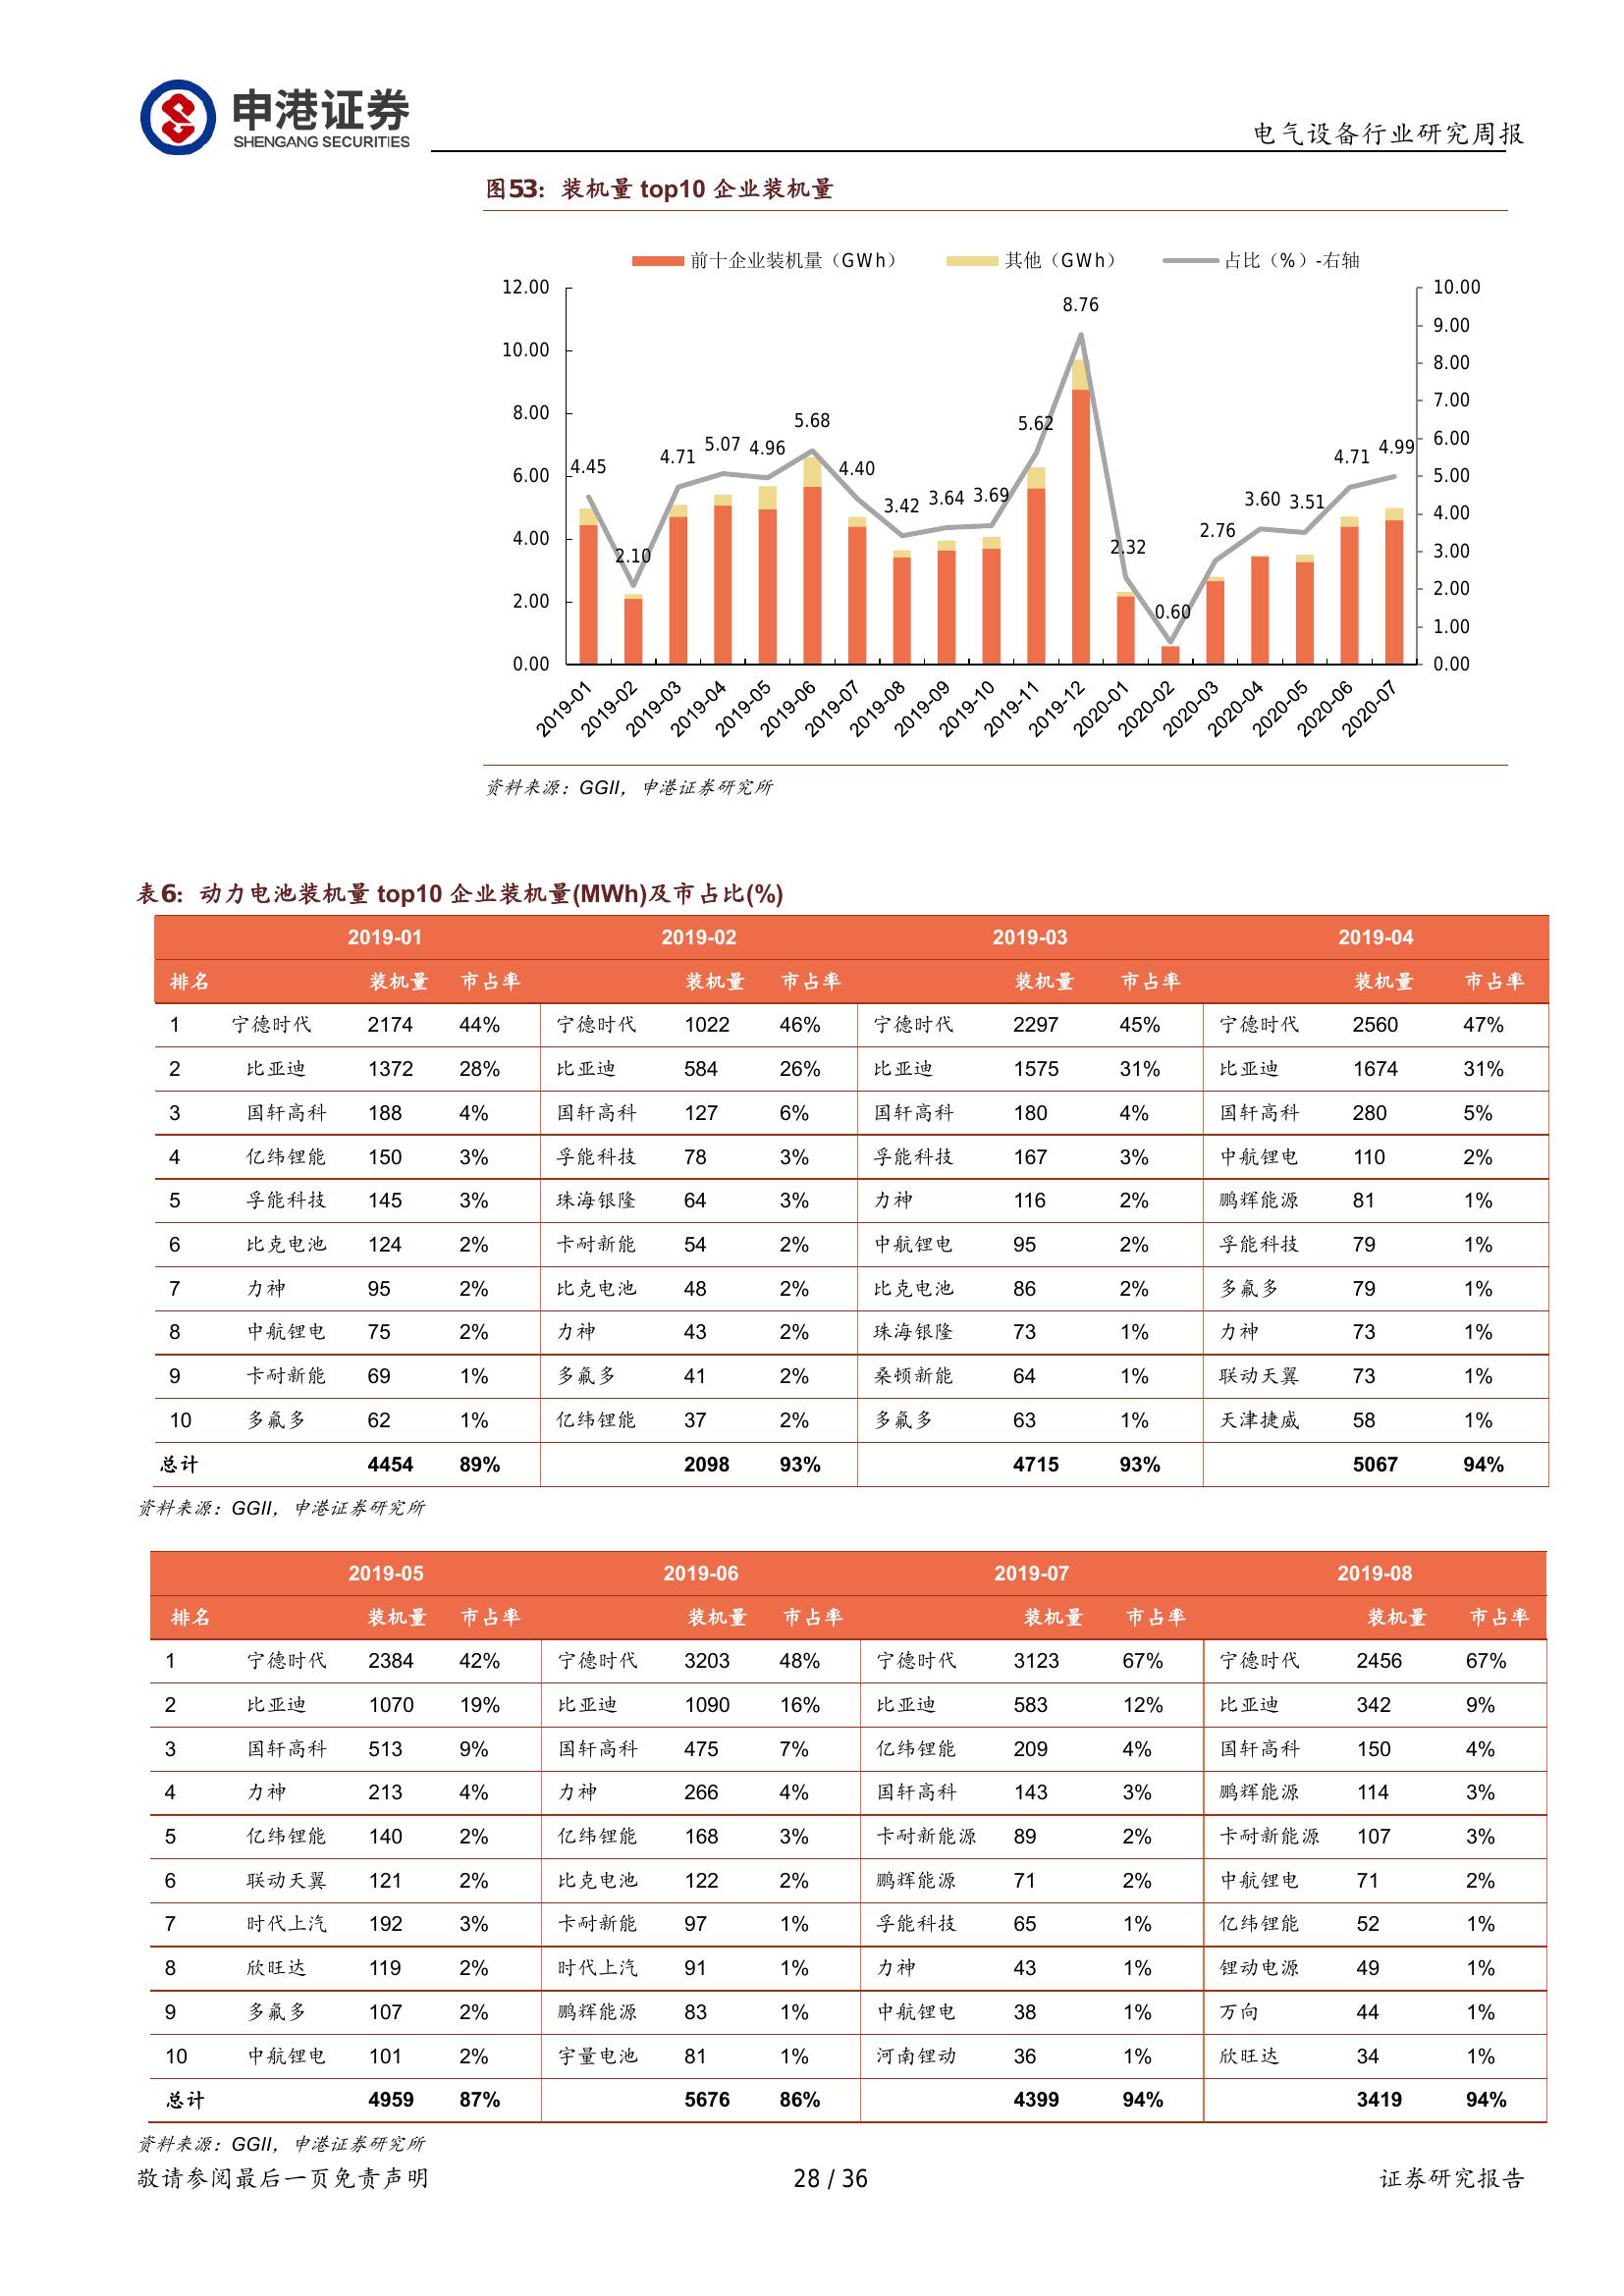 申港证券
SHENGANG SECURITIES
电气设备行业研究周报
图53：装机量 top10 企业装机量
前十企业装机量（GWh） 其他（GWh） 占比（%）-右轴
12.00
10.00
8.00
6.00
4.00
2.00
0.00
10.00
9.00
8.00
7.00
6.00
5.00
4.00
3.00
2.00
1.00
0.00
4.45 2.10 4.71 5.07 4.96 5.68 4.40 3.42 3.64 3.69 5.62 8.76 2.32 0.60 2.76 3.60 3.51 4.71 4.99
2019-01 2019-02 2019-03 2019-04 2019-05 2019-06 2019-07 2019-08 2019-09 2019-10 2019-11 2019-12 2020-01 2020-02 2020-03 2020-04 2020-05 2020-06 2020-07
资料来源：GGII，申港证券研究所
表6：动力电池装机量 top10 企业装机量(MWh)及市占比(%)
2019-01 2019-02 2019-03 2019-04
排名 装机量 市占率 装机量 市占率 装机量 市占率 装机量 市占率
1 宁德时代 2174 44% 宁德时代 1022 46% 宁德时代 2297 45% 宁德时代 2560 47%
2 比亚迪 1372 28% 比亚迪 584 26% 比亚迪 1575 31% 比亚迪 1674 31%
3 国轩高科 188 4% 国轩高科 127 6% 国轩高科 180 4% 国轩高科 280 5%
4 亿纬锂能 150 3% 孚能科技 78 3% 孚能科技 167 3% 中航锂电 110 2%
5 孚能科技 145 3% 珠海银隆 64 3% 力神 116 2% 鹏辉能源 81 1%
6 比克电池 124 2% 卡耐新能 54 2% 中航锂电 95 2% 孚能科技 79 1%
7 力神 95 2% 比克电池 48 2% 比克电池 86 2% 多氟多 79 1%
8 中航锂电 75 2% 力神 43 2% 珠海银隆 73 1% 力神 73 1%
9 卡耐新能 69 1% 多氟多 41 2% 桑顿新能 64 1% 联动天翼 73 1%
10 多氟多 62 1% 亿纬锂能 37 2% 多氟多 63 1% 天津捷威 58 1%
总计 4454 89% 2098 93% 4715 93% 5067 94%
资料来源：GGII，申港证券研究所
2019-05 2019-06 2019-07 2019-08
排名 装机量 市占率 装机量 市占率 装机量 市占率 装机量 市占率
1 宁德时代 2384 42% 宁德时代 3203 48% 宁德时代 3123 67% 宁德时代 2456 67%
2 比亚迪 1070 19% 比亚迪 1090 16% 比亚迪 583 12% 比亚迪 342 9%
3 国轩高科 513 9% 国轩高科 475 7% 亿纬锂能 209 4% 国轩高科 150 4%
4 力神 213 4% 力神 266 4% 国轩高科 143 3% 鹏辉能源 114 3%
5 亿纬锂能 140 2% 亿纬锂能 168 3% 卡耐新能源 89 2% 卡耐新能源 107 3%
6 联动天翼 121 2% 比克电池 122 2% 鹏辉能源 71 2% 中航锂电 71 2%
7 时代上汽 192 3% 卡耐新能 97 1% 孚能科技 65 1% 亿纬锂能 52 1%
8 欣旺达 119 2% 时代上汽 91 1% 力神 43 1% 锂动电源 49 1%
9 多氟多 107 2% 鹏辉能源 83 1% 中航锂电 38 1% 万向 44 1%
10 中航锂电 101 2% 宇量电池 81 1% 河南锂动 36 1% 欣旺达 34 1%
总计 4959 87% 5676 86% 4399 94% 3419 94%
资料来源：GGII，申港证券研究所
敬请参阅最后一页免责声明 28 / 36 证券研究报告